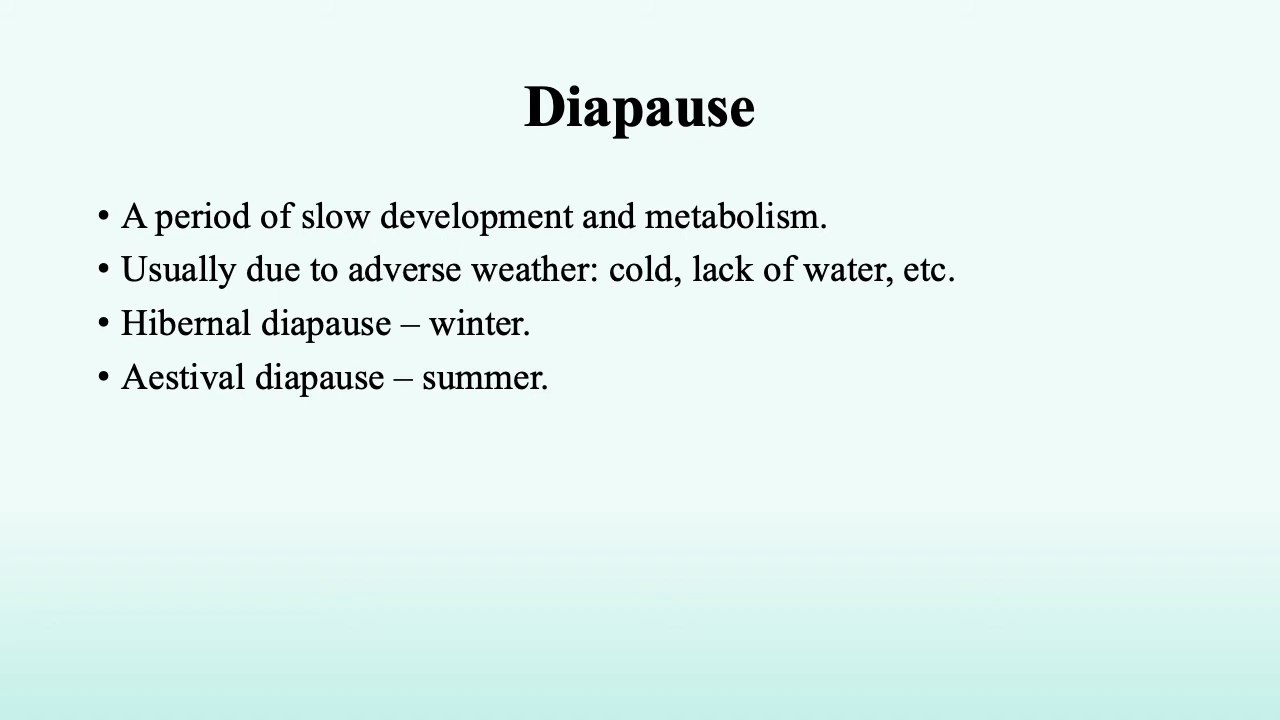 Diapause
• A period of slow development and metabolism.
• Usually due to adverse weather: cold, lack of water, etc.
• Hibernal diapause – winter.
• Aestival diapause – summer.